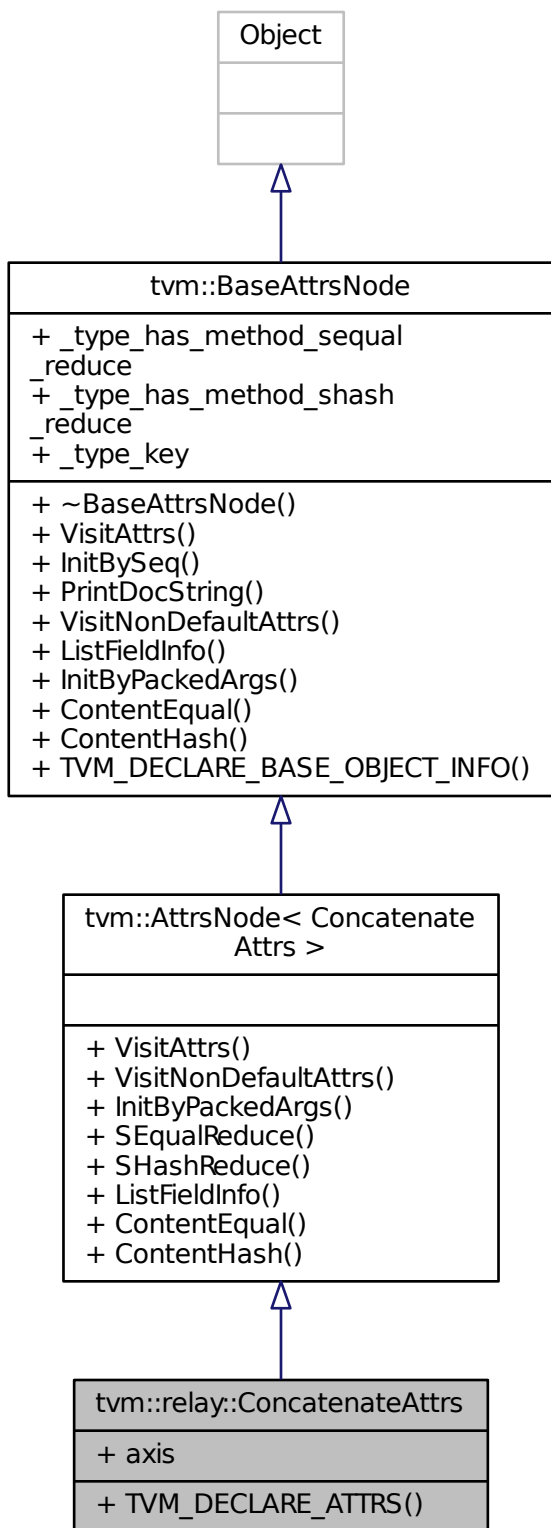 Object
tvm::BaseAttrsNode
+ _type_has_method_sequal
_reduce
+ _type_has_method_shash
_reduce
+ _type_key
+ ~BaseAttrsNode()
+ VisitAttrs()
+ InitBySeq()
+ PrintDocString()
+ VisitNonDefaultAttrs()
+ ListFieldInfo()
+ InitByPackedArgs()
+ ContentEqual()
+ ContentHash()
+ TVM_DECLARE_BASE_OBJECT_INFO()
tvm::AttrsNode< Concatenate
Attrs >
+ VisitAttrs()
+ VisitNonDefaultAttrs()
+ InitByPackedArgs()
+ SEqualReduce()
+ SHashReduce()
+ ListFieldInfo()
+ ContentEqual()
+ ContentHash()
tvm::relay::ConcatenateAttrs
+ axis
+ TVM_DECLARE_ATTRS()